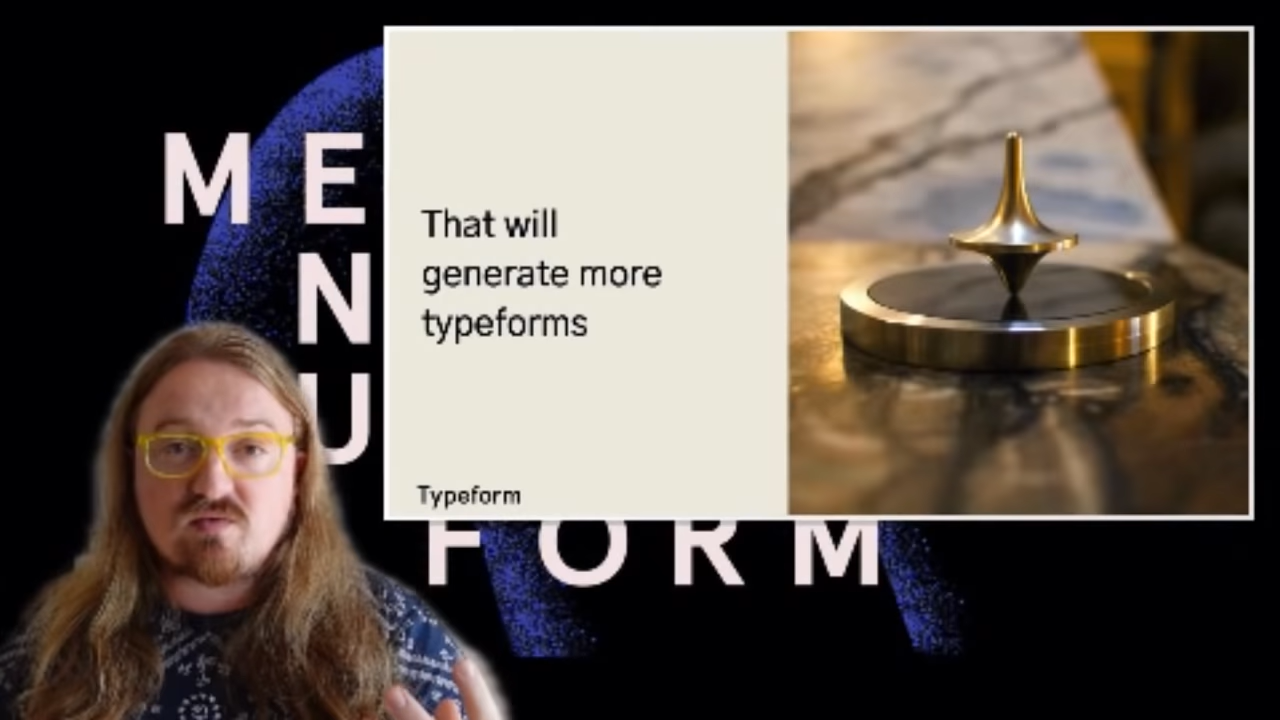 M E
N
U
That will
generate more
typeforms
Typeform
F O R M